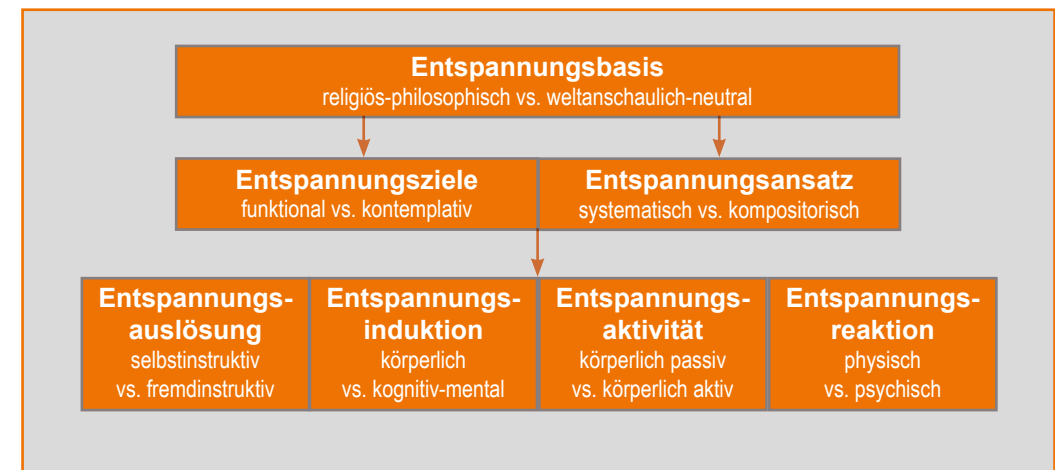 Entspannungsbasis
religiös-philosophisch vs. weltanschaulich-neutral
Entspannungsziele
funktional vs. kontemplativ
Entspannungsansatz
systematisch vs. kompositorisch
Entspannungs-
auslösung
selbstinstruktiv
vs. fremdinstruktiv
Entspannungs-
induktion
körperlich
vs. kognitiv-mental
Entspannungs-
aktivität
körperlich passiv
vs. körperlich aktiv
Entspannungs-
reaktion
physisch
vs. psychisch